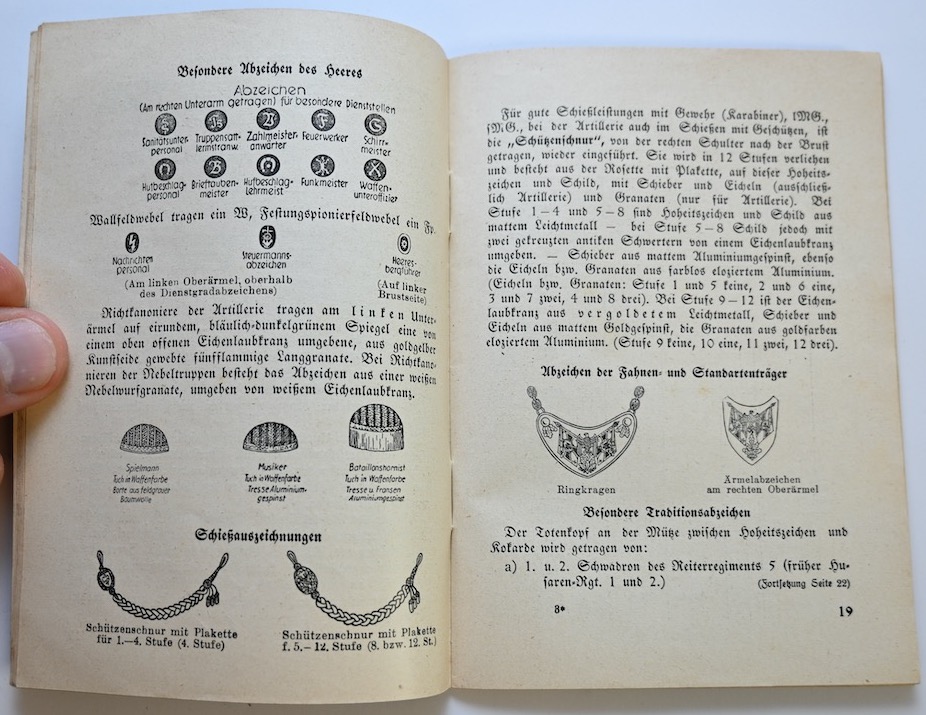 Besondere Abzeichen des Heeres
Abzeichen
(Am rechten Unterarm getragen) für besondere Dienststellen
Sanitätsunter- Truppensatt- Zahlmeister- Feuerwerker Schirr-
personal lermstranw. anwärter meister
Hufbeschlag- Brieftauben- Hufbeschlag- Funkmeister Waffen-
personal meister lehrmeist unteroffizier
Wallfeldwebel tragen ein W, Festungspionierfeldwebel ein Fp.
Nachrichten Steuermanns- Heeres-
personal abzeichen bergführer
(Am linken Oberärmel, oberhalb (Auf linker
des Dienstgradabzeichens) Brustseite)
Richtkanoniere der Artillerie tragen am linken Unter-
ärmel auf eirundem, bläulich-dunkelgrünem Spiegel eine von
einem oben offenen Eichenlaubkranz umgebene, aus goldgelber
Kunstseide gewebte fünfflammige Langgranate. Bei Richtkano-
nieren der Nebeltruppen besteht das Abzeichen aus einer weißen
Nebelwurfgranate, umgeben von weißem Eichenlaubkranz.
Spielmann Musiker Bataillonshornist
Tuch in Waffenfarbe Tuch in Waffenfarbe Tuch in Waffenfarbe
Borte aus feldgrauer Tresse Aluminium- Tresse u. Fransen
Baumwolle gespinst Aluminiumgespinst
Schießauszeichnungen
Schützenschnur mit Plakette Schützenschnur mit Plakette
für 1.—4. Stufe (4. Stufe) f. 5.- 12. Stufe (8. bzw. 12. St.)
Für gute Schießleistungen mit Gewehr (Karabiner), lMG.,
sMG., bei der Artillerie auch im Schießen mit Geschützen, ist
die „Schützenschnur", von der rechten Schulter nach der Brust
getragen, wieder eingeführt. Sie wird in 12 Stufen verliehen
und besteht aus der Rosette mit Plakette, auf dieser Hoheits-
zeichen und Schild, mit Schieber und Eicheln (ausschließ-
lich Artillerie) und Granaten (nur für Artillerie). Bei
Stufe 1—4 und 5—8 sind Hoheitszeichen und Schild aus
mattem Leichtmetall — bei Stufe 5—8 Schild jedoch mit
zwei gekreuzten antiken Schwertern von einem Eichenlaubkranz
umgeben. — Schieber aus mattem Aluminiumgespinst, ebenso
die Eicheln bzw. Granaten aus farblos eloxiertem Aluminium.
(Eicheln bzw. Granaten: Stufe 1 und 5 keine, 2 und 6 eine,
3 und 7 zwei, 4 und 8 drei). Bei Stufe 9—12 ist der Eichen-
laubkranz aus vergoldetem Leichtmetall, Schieber und
Eicheln aus mattem Goldgespinst, die Granaten aus goldfarben
eloxiertem Aluminium. (Stufe 9 keine, 10 eine, 11 zwei, 12 drei).
Abzeichen der Fahnen- und Standartenträger
Ringkragen Ärmelabzeichen
am rechten Oberärmel
Besondere Traditionsabzeichen
Der Totenkopf an der Mütze zwischen Hoheitszeichen und
Kokarde wird getragen von:
a) 1. u. 2. Schwadron des Reiterregiments 5 (früher Hu-
saren-Rgt. 1 und 2.) (Fortsetzung Seite 22)
8* 19